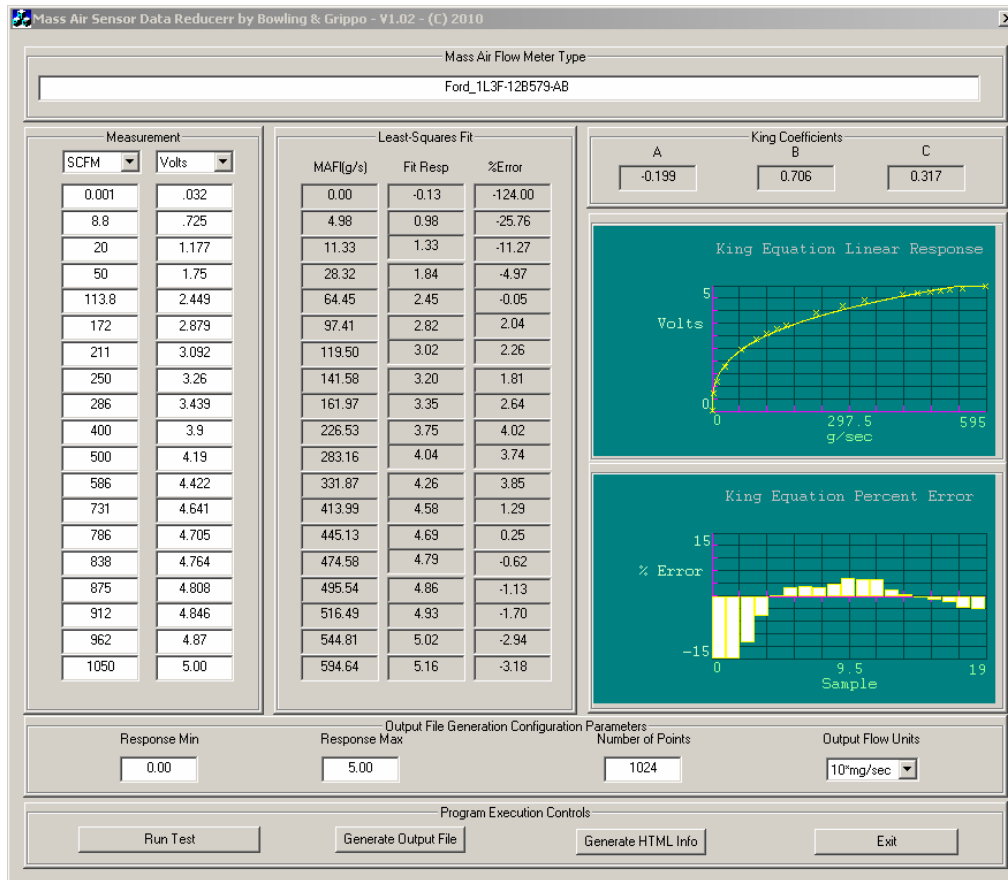 Mass Air Sensor Data Reducerr by Bowling & Grippo - V1.02 - (C) 2010
Mass Air Flow Meter Type
Ford_1L3F-12B579-AB
Measurement
SCFM Volts
0.001 .032
8.8 .725
20 1.177
50 1.75
113.8 2.449
172 2.879
211 3.092
250 3.26
286 3.439
400 3.9
500 4.19
586 4.422
731 4.641
786 4.705
838 4.764
875 4.808
912 4.846
962 4.87
1050 5.00
Least-Squares Fit
MAFI(g/s) Fit Resp %Error
0.00 -0.13 -124.00
4.98 0.98 -25.76
11.33 1.33 -11.27
28.32 1.84 -4.97
64.45 2.45 -0.05
97.41 2.82 2.04
119.50 3.02 2.26
141.58 3.20 1.81
161.97 3.35 2.64
226.53 3.75 4.02
283.16 4.04 3.74
331.87 4.26 3.85
413.99 4.58 1.29
445.13 4.69 0.25
474.58 4.79 -0.62
495.54 4.86 -1.13
516.49 4.93 -1.70
544.81 5.02 -2.94
594.64 5.16 -3.18
King Coefficients
A B C
-0.199 0.706 0.317
King Equation Linear Response
5
Volts
0
0 297.5 595
g/sec
King Equation Percent Error
15
% Error
-15
0 9.5 19
Sample
Output File Generation Configuration Parameters
Response Min Response Max Number of Points Output Flow Units
0.00 5.00 1024 10*mg/sec
Program Execution Controls
Run Test Generate Output File Generate HTML Info Exit